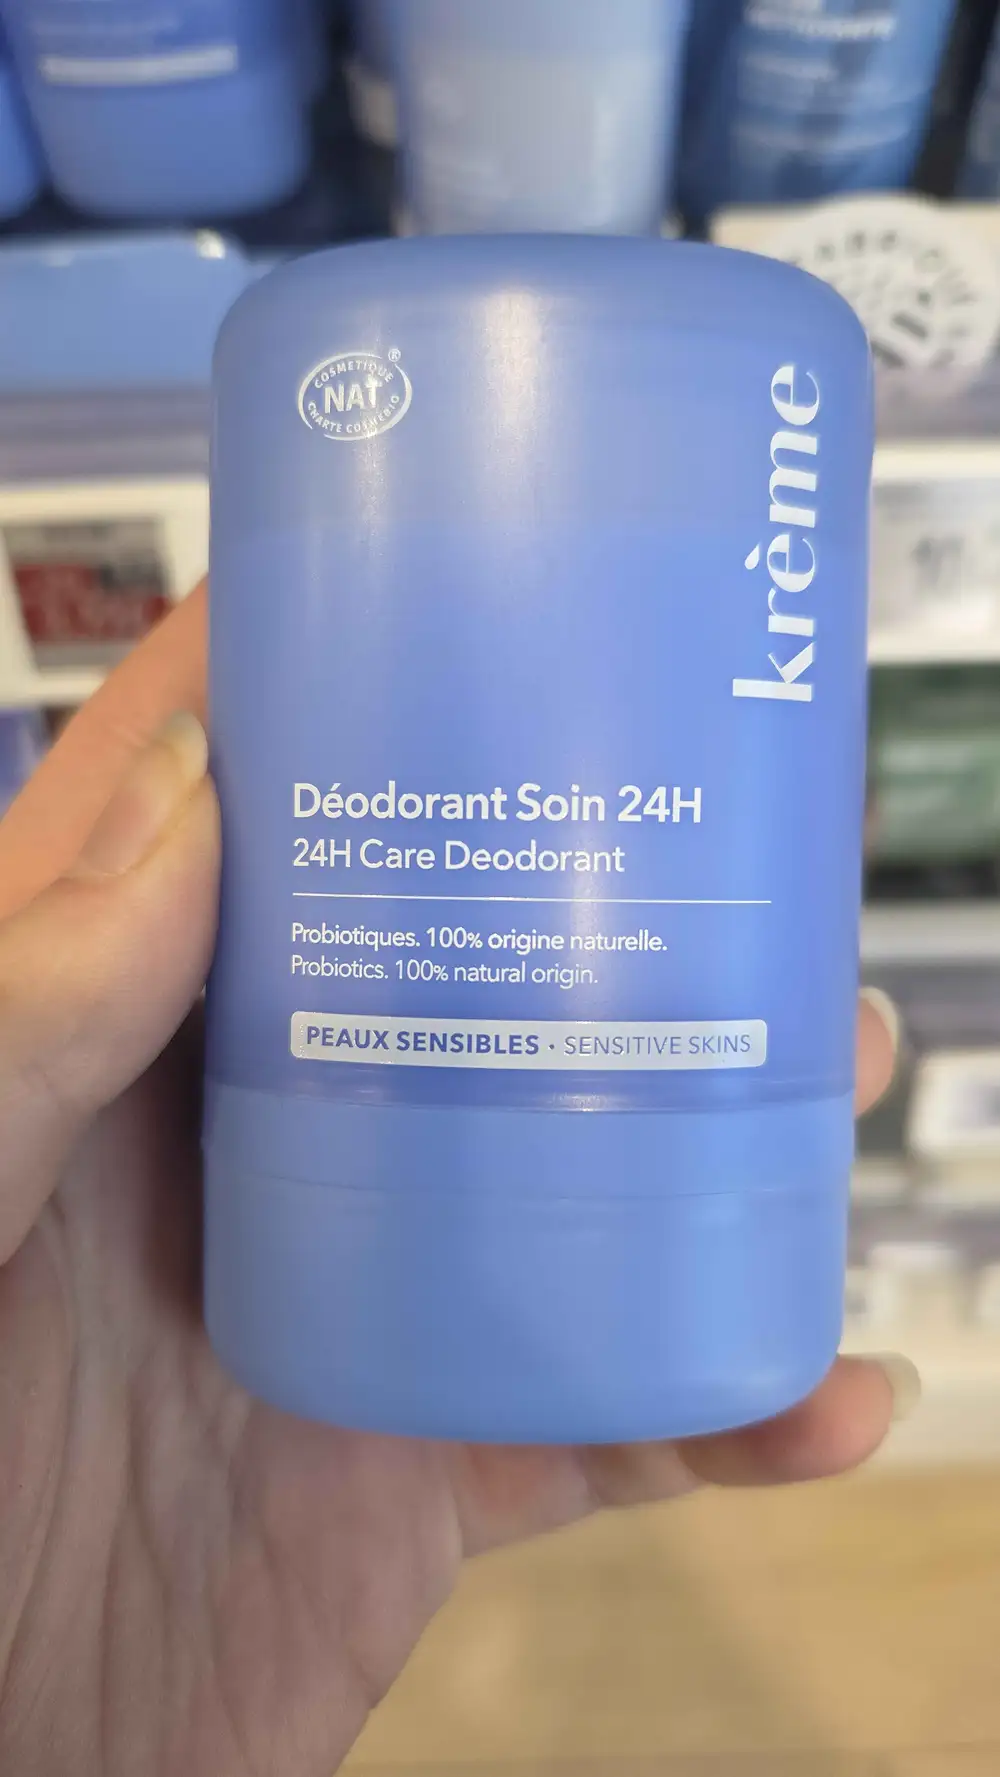 COSMETIQUE
NAT
®
CHARTE COSMEBIO
krème
Déodorant Soin 24H
24H Care Deodorant
Probiotiques. 100% origine naturelle.
Probiotics. 100% natural origin.
PEAUX SENSIBLES · SENSITIVE SKINS